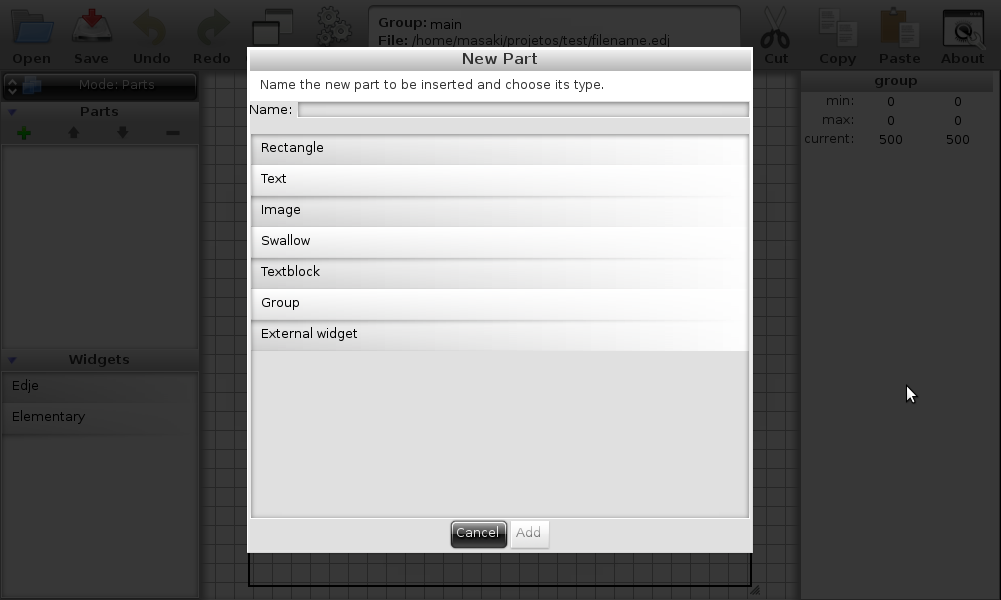 Open Save Undo Redo
Group: main
File: /home/masaki/projetos/test/filename.edj
Cut Copy Paste About
Mode: Parts
Parts
Widgets
Edje
Elementary
New Part
Name the new part to be inserted and choose its type.
Name:
Rectangle
Text
Image
Swallow
Textblock
Group
External widget
Cancel Add
group
min: 0 0
max: 0 0
current: 500 500